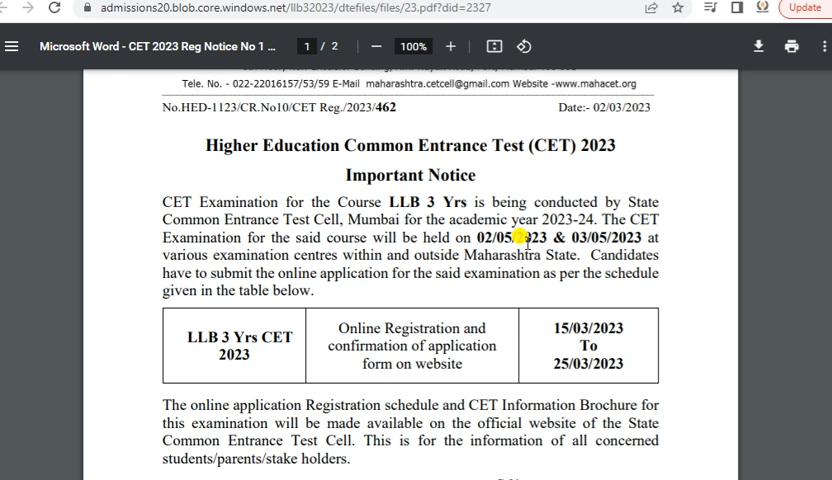 admissions20.blob.core.windows.net/llb32023/dtefiles/files/23.pdf?did=2327
Update
Microsoft Word - CET 2023 Reg Notice No 1 ...
1 / 2
100%
Tele. No. - 022-22016157/53/59 E-Mail maharashtra.cetcell@gmail.com Website -www.mahacet.org
No.HED-1123/CR.No10/CET Reg./2023/462
Date:- 02/03/2023
Higher Education Common Entrance Test (CET) 2023
Important Notice
CET Examination for the Course LLB 3 Yrs is being conducted by State
Common Entrance Test Cell, Mumbai for the academic year 2023-24. The CET
Examination for the said course will be held on 02/05/2023 & 03/05/2023 at
various examination centres within and outside Maharashtra State. Candidates
have to submit the online application for the said examination as per the schedule
given in the table below.
LLB 3 Yrs CET
2023
Online Registration and
confirmation of application
form on website
15/03/2023
To
25/03/2023
The online application Registration schedule and CET Information Brochure for
this examination will be made available on the official website of the State
Common Entrance Test Cell. This is for the information of all concerned
students/parents/stake holders.